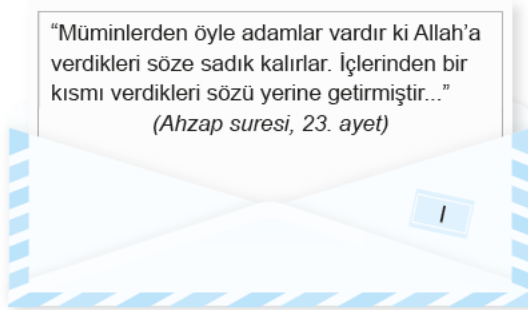 “Müminlerden öyle adamlar vardır ki Allah’a
verdikleri söze sadık kalırlar. İçlerinden bir
kısmı verdikleri sözü yerine getirmiştir...”
(Ahzap suresi, 23. ayet)
I